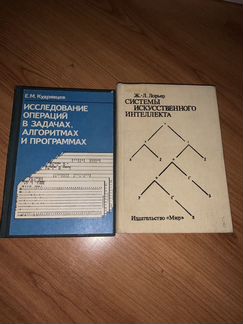 Е.М. Кудрявцев
ИССЛЕДОВАНИЕ
ОПЕРАЦИЙ
В ЗАДАЧАХ,
АЛГОРИТМАХ
И ПРОГРАММАХ
Ж.-Л. Лорьер
СИСТЕМЫ
ИСКУССТВЕННОГО
ИНТЕЛЛЕКТА
Издательство «Мир»